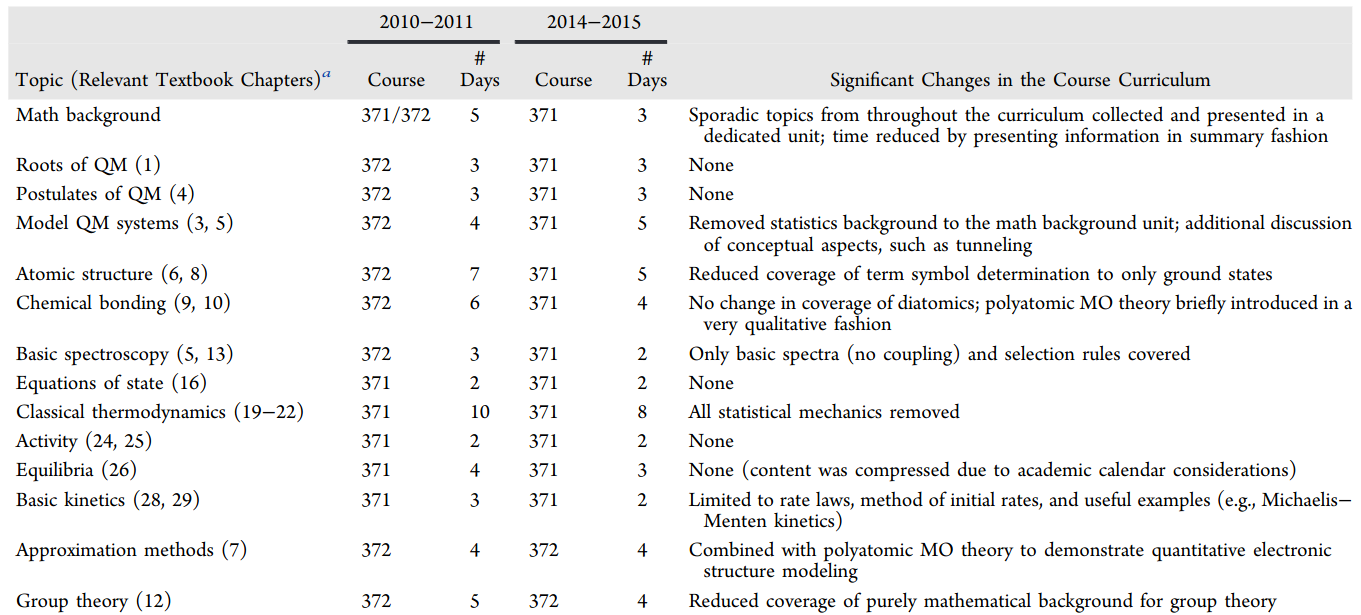 2010−2011 2014−2015
Topic (Relevant Textbook Chapters)a Course # Days Course # Days Significant Changes in the Course Curriculum
Math background 371/372 5 371 3 Sporadic topics from throughout the curriculum collected and presented in a
dedicated unit; time reduced by presenting information in summary fashion
Roots of QM (1) 372 3 371 3 None
Postulates of QM (4) 372 3 371 3 None
Model QM systems (3, 5) 372 4 371 5 Removed statistics background to the math background unit; additional discussion
of conceptual aspects, such as tunneling
Atomic structure (6, 8) 372 7 371 5 Reduced coverage of term symbol determination to only ground states
Chemical bonding (9, 10) 372 6 371 4 No change in coverage of diatomics; polyatomic MO theory briefly introduced in a
very qualitative fashion
Basic spectroscopy (5, 13) 372 3 371 2 Only basic spectra (no coupling) and selection rules covered
Equations of state (16) 371 2 371 2 None
Classical thermodynamics (19−22) 371 10 371 8 All statistical mechanics removed
Activity (24, 25) 371 2 371 2 None
Equilibria (26) 371 4 371 3 None (content was compressed due to academic calendar considerations)
Basic kinetics (28, 29) 371 3 371 2 Limited to rate laws, method of initial rates, and useful examples (e.g., Michaelis−
Menten kinetics)
Approximation methods (7) 372 4 372 4 Combined with polyatomic MO theory to demonstrate quantitative electronic
structure modeling
Group theory (12) 372 5 372 4 Reduced coverage of purely mathematical background for group theory